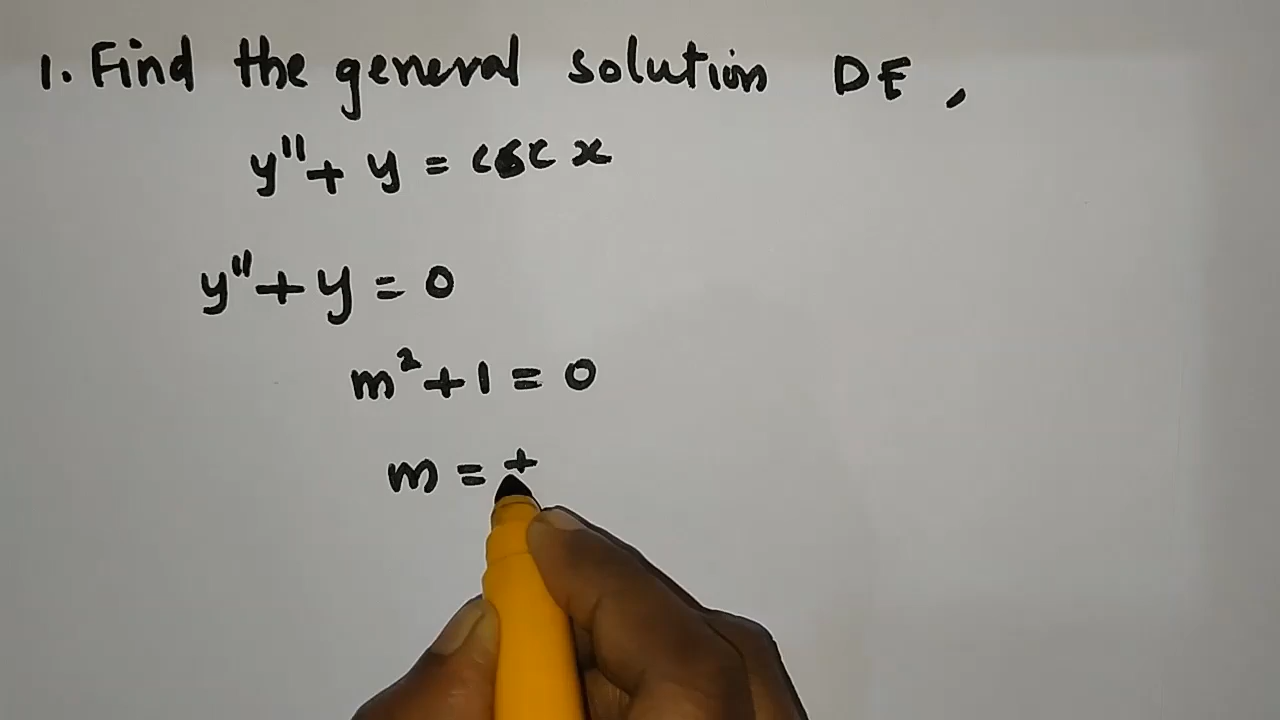 1. Find the general solution DE,
y'' + y = csc x
y'' + y = 0
m² + 1 = 0
m = +